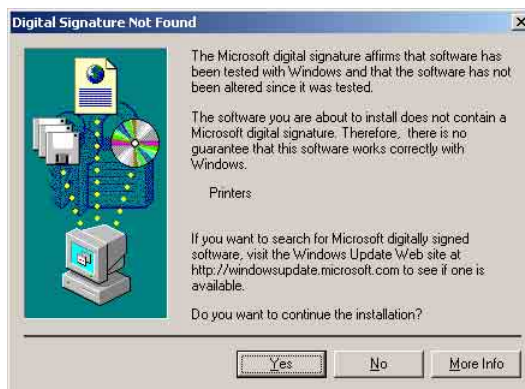 Digital Signature Not Found
The Microsoft digital signature affirms that software has
been tested with Windows and that the software has not
been altered since it was tested.
The software you are about to install does not contain a
Microsoft digital signature. Therefore, there is no
guarantee that this software works correctly with
Windows.
Printers
If you want to search for Microsoft digitally signed
software, visit the Windows Update Web site at
http://windowsupdate.microsoft.com to see if one is
available.
Do you want to continue the installation?
Yes
No
More Info